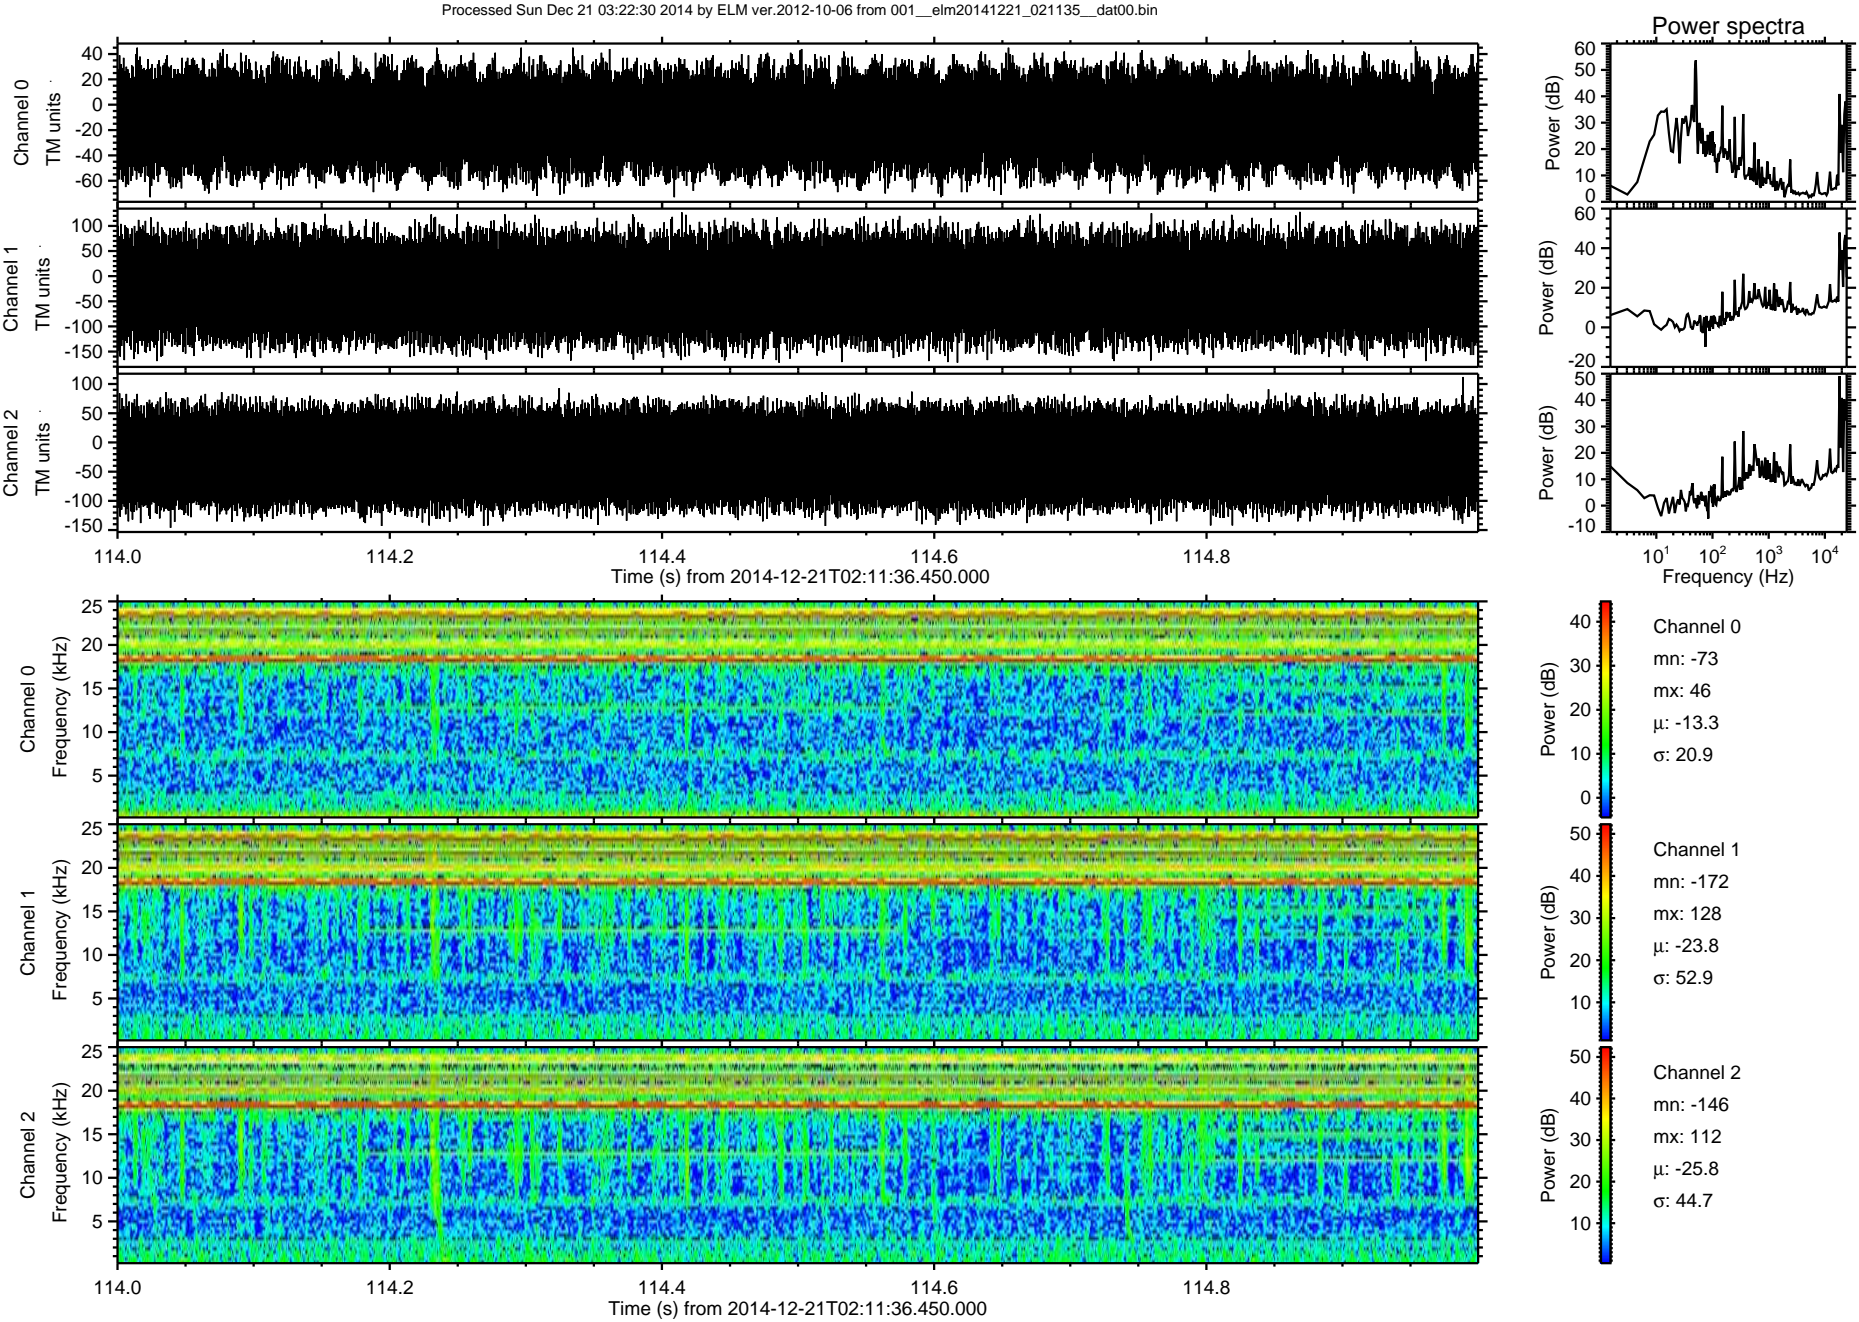 Processed Sun Dec 21 03:22:30 2014 by ELM ver.2012-10-06 from 001__elm20141221_021135__dat00.bin
Power spectra
Channel 0
TM units
40
20
0
-20
-40
-60
Power (dB)
60
50
40
30
20
10
0
Channel 1
TM units
100
50
0
-50
-100
-150
Power (dB)
60
40
20
0
-20
Channel 2
TM units
100
50
0
-50
-100
-150
Power (dB)
50
40
30
20
10
0
-10
114.0 114.2 114.4 114.6 114.8
Time (s) from 2014-12-21T02:11:36.450.000
10¹ 10² 10³ 10⁴
Frequency (Hz)
Channel 0
Frequency (kHz)
25
20
15
10
5
Power (dB)
40
30
20
10
0
Channel 0
mn: -73
mx: 46
μ: -13.3
σ: 20.9
Channel 1
Frequency (kHz)
25
20
15
10
5
Power (dB)
50
40
30
20
10
Channel 1
mn: -172
mx: 128
μ: -23.8
σ: 52.9
Channel 2
Frequency (kHz)
25
20
15
10
5
Power (dB)
50
40
30
20
10
Channel 2
mn: -146
mx: 112
μ: -25.8
σ: 44.7
114.0 114.2 114.4 114.6 114.8
Time (s) from 2014-12-21T02:11:36.450.000